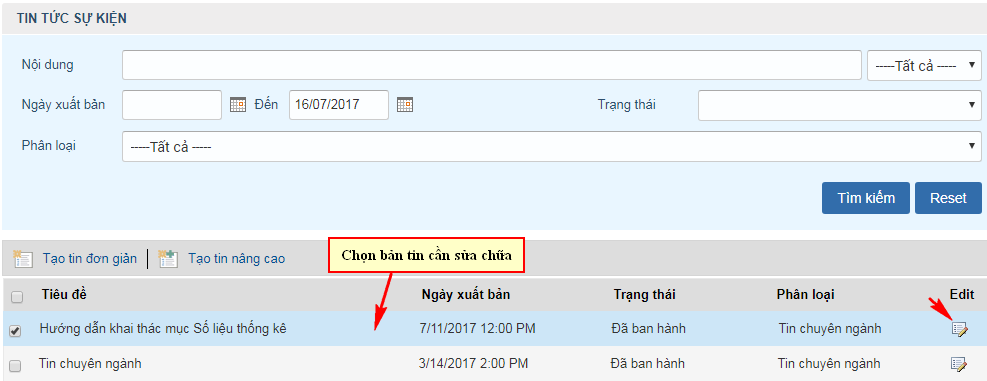 TIN TỨC SỰ KIỆN
Nội dung -----Tất cả -----
Ngày xuất bản Đến 16/07/2017 Trạng thái
Phân loại -----Tất cả -----
Tìm kiếm Reset
Tạo tin đơn giản Tạo tin nâng cao Chọn bản tin cần sửa chữa
Tiêu đề Ngày xuất bản Trạng thái Phân loại Edit
Hướng dẫn khai thác mục Số liệu thống kê 7/11/2017 12:00 PM Đã ban hành Tin chuyên ngành
Tin chuyên ngành 3/14/2017 2:00 PM Đã ban hành Tin chuyên ngành